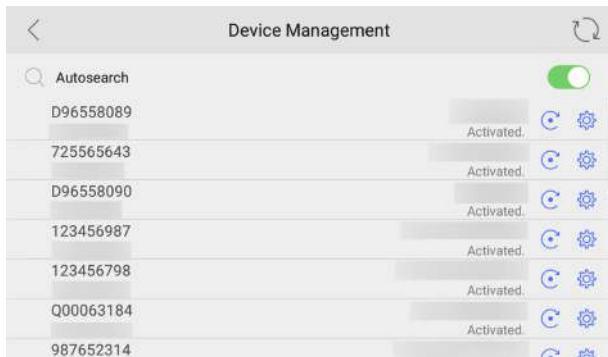 Device Management
Autosearch
D96558089
Activated.
725565643
Activated.
D96558090
Activated.
123456987
Activated.
123456798
Activated.
Q00063184
Activated.
987652314